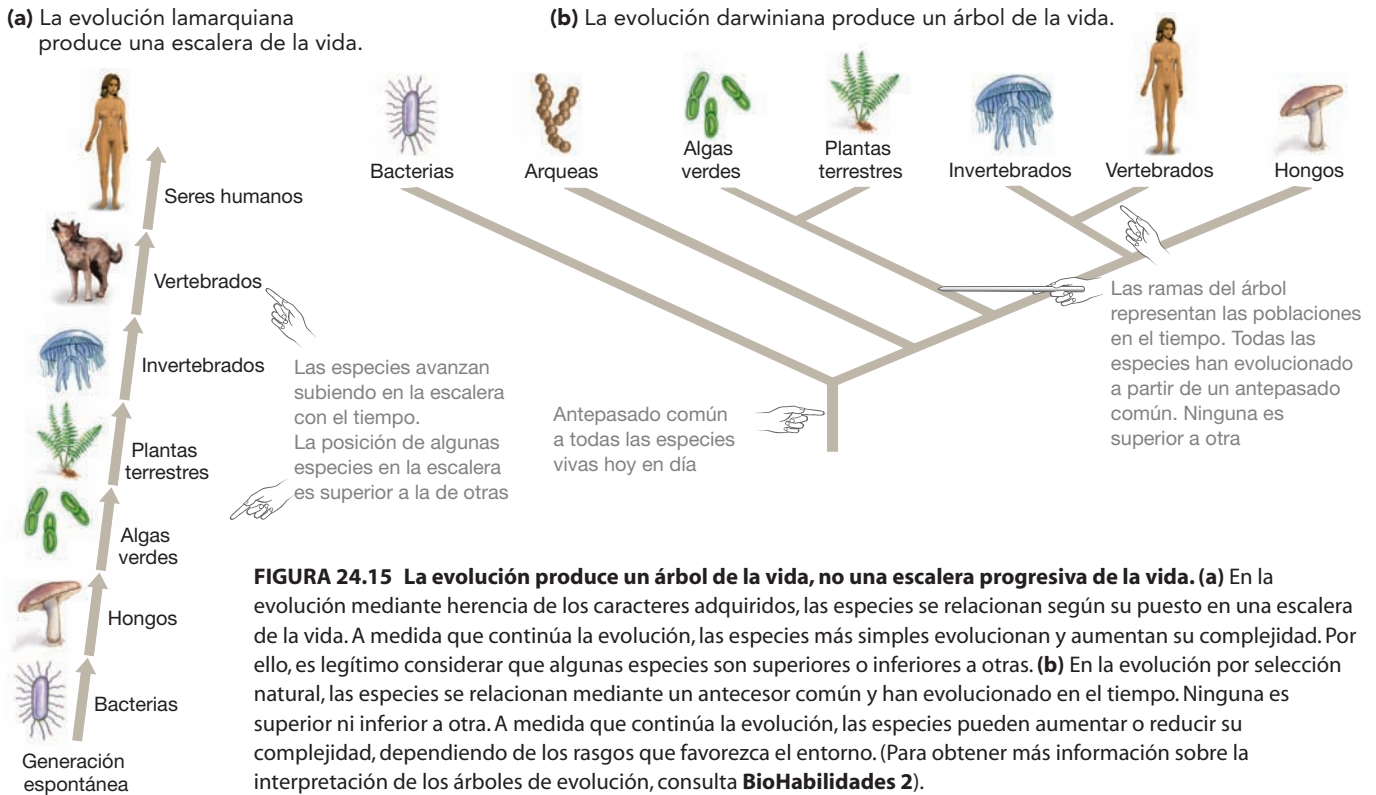 (a) La evolución lamarquiana
produce una escalera de la vida.
Seres humanos
Vertebrados
Invertebrados
Plantas
terrestres
Algas
verdes
Hongos
Bacterias
Generación
espontánea
Las especies avanzan
subiendo en la escalera
con el tiempo.
La posición de algunas
especies en la escalera
es superior a la de otras
(b) La evolución darwiniana produce un árbol de la vida.
Bacterias
Arqueas
Algas
verdes
Plantas
terrestres
Invertebrados
Vertebrados
Hongos
Antepasado común
a todas las especies
vivas hoy en día
Las ramas del árbol
representan las poblaciones
en el tiempo. Todas las
especies han evolucionado
a partir de un antepasado
común. Ninguna es
superior a otra
FIGURA 24.15 La evolución produce un árbol de la vida, no una escalera progresiva de la vida. (a) En la
evolución mediante herencia de los caracteres adquiridos, las especies se relacionan según su puesto en una escalera
de la vida. A medida que continúa la evolución, las especies más simples evolucionan y aumentan su complejidad. Por
ello, es legítimo considerar que algunas especies son superiores o inferiores a otras. (b) En la evolución por selección
natural, las especies se relacionan mediante un antecesor común y han evolucionado en el tiempo. Ninguna es
superior ni inferior a otra. A medida que continúa la evolución, las especies pueden aumentar o reducir su
complejidad, dependiendo de los rasgos que favorezca el entorno. (Para obtener más información sobre la
interpretación de los árboles de evolución, consulta BioHabilidades 2).